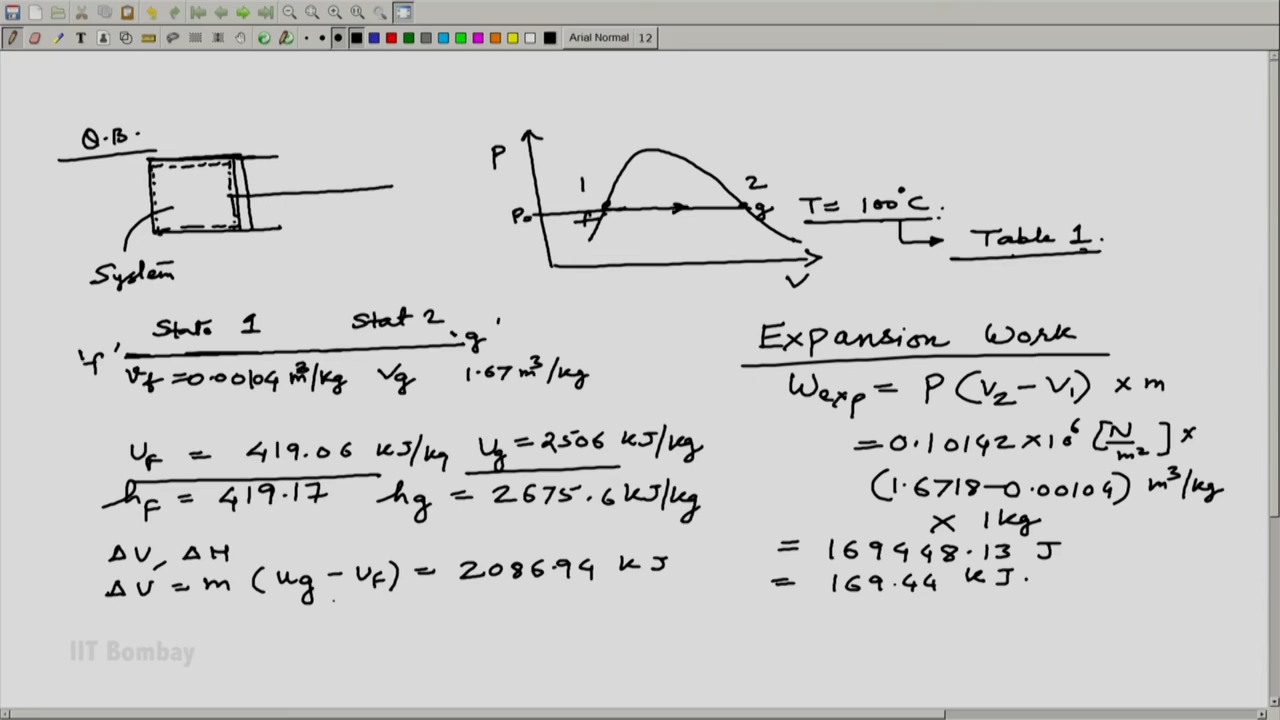 Arial Normal 12
Q.B.
System
P
P₀
1
f
2
g
V
T = 100°C.
Table 1.
State 1 Stat 2
'f' 'g'
vf = 0.00104 m³/kg Vg 1.67 m³/kg
Uf = 419.06 kJ/kg Ug = 2506 kJ/kg
hf = 419.17 hg = 2675.6 kJ/kg
ΔU, ΔH
ΔU = m (ug - uf) = 2086.94 kJ
Expansion Work
Wexp = P (V2 - V1) x m
= 0.10142 x 10⁶ [N/m²] x
(1.6718 - 0.00104) m³/kg
x 1kg
= 169448.13 J
= 169.44 kJ.
IIT Bombay